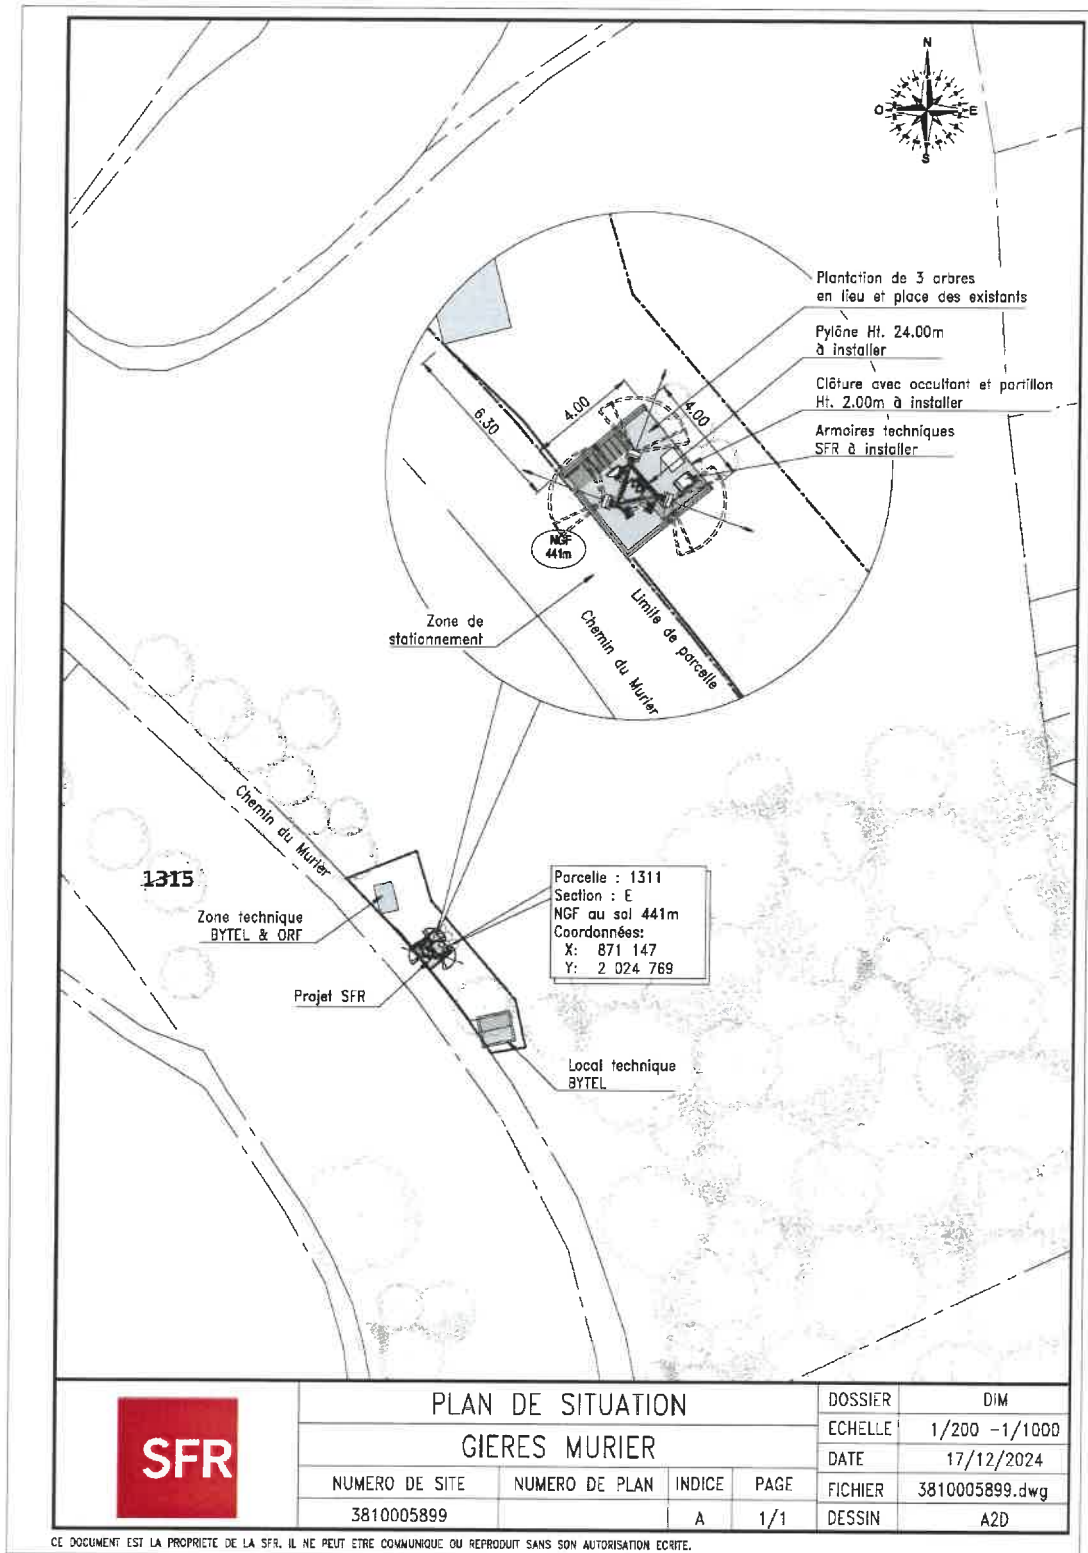 N
O
E
S
Plantation de 3 arbres
en lieu et place des existants
Pylône Ht. 24.00m
à installer
Clôture avec occultant et portillon
Ht. 2.00m à installer
Armoires techniques
SFR à installer
6.30
4.00
4.00
NGF
441m
Zone de
stationnement
Limite de parcelle
Chemin du Murier
Chemin du Murier
1315
Zone technique
BYTEL & ORF
Projet SFR
Parcelle : 1311
Section : E
NGF au sol 441m
Coordonnées:
X: 871 147
Y: 2 024 769
Local technique
BYTEL
SFR
PLAN DE SITUATION
GIERES MURIER
NUMERO DE SITE
NUMERO DE PLAN
INDICE
PAGE
3810005899
A
1/1
DOSSIER
DIM
ECHELLE
1/200 -1/1000
DATE
17/12/2024
FICHIER
3810005899.dwg
DESSIN
A2D
CE DOCUMENT EST LA PROPRIETE DE LA SFR. IL NE PEUT ETRE COMMUNIQUE OU REPRODUIT SANS SON AUTORISATION ECRITE.